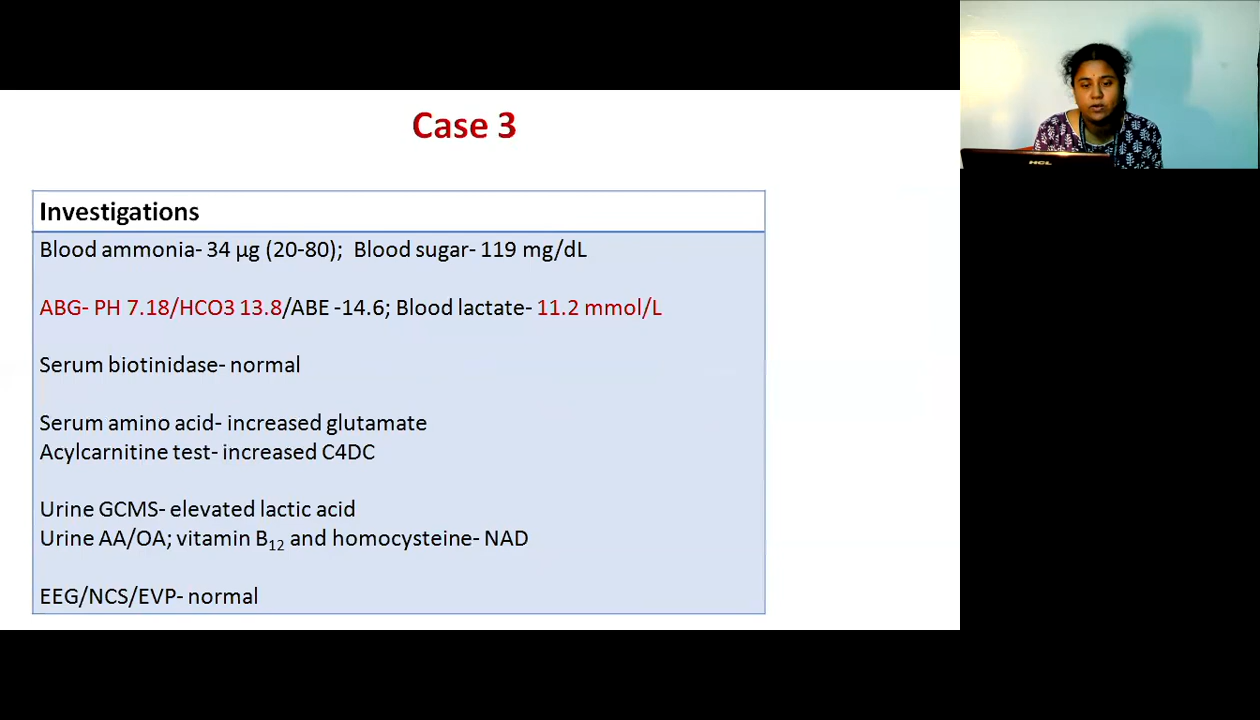 Case 3
Investigations
Blood ammonia- 34 µg (20-80); Blood sugar- 119 mg/dL
ABG- PH 7.18/HCO3 13.8/ABE -14.6; Blood lactate- 11.2 mmol/L
Serum biotinidase- normal
Serum amino acid- increased glutamate
Acylcarnitine test- increased C4DC
Urine GCMS- elevated lactic acid
Urine AA/OA; vitamin B12 and homocysteine- NAD
EEG/NCS/EVP- normal
HCL